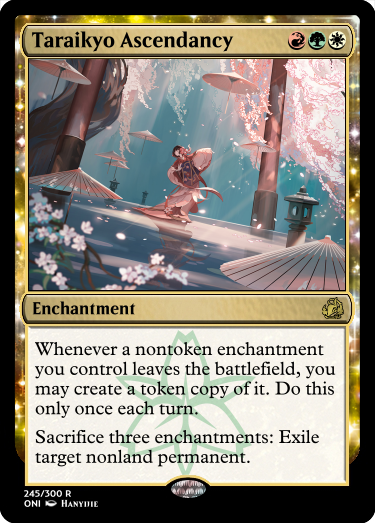 Taraikyo Ascendancy
Enchantment
Whenever a nontoken enchantment
you control leaves the battlefield, you
may create a token copy of it. Do this
only once each turn.
Sacrifice three enchantments: Exile
target nonland permanent.
245/300 R
ONI HANYIJIE